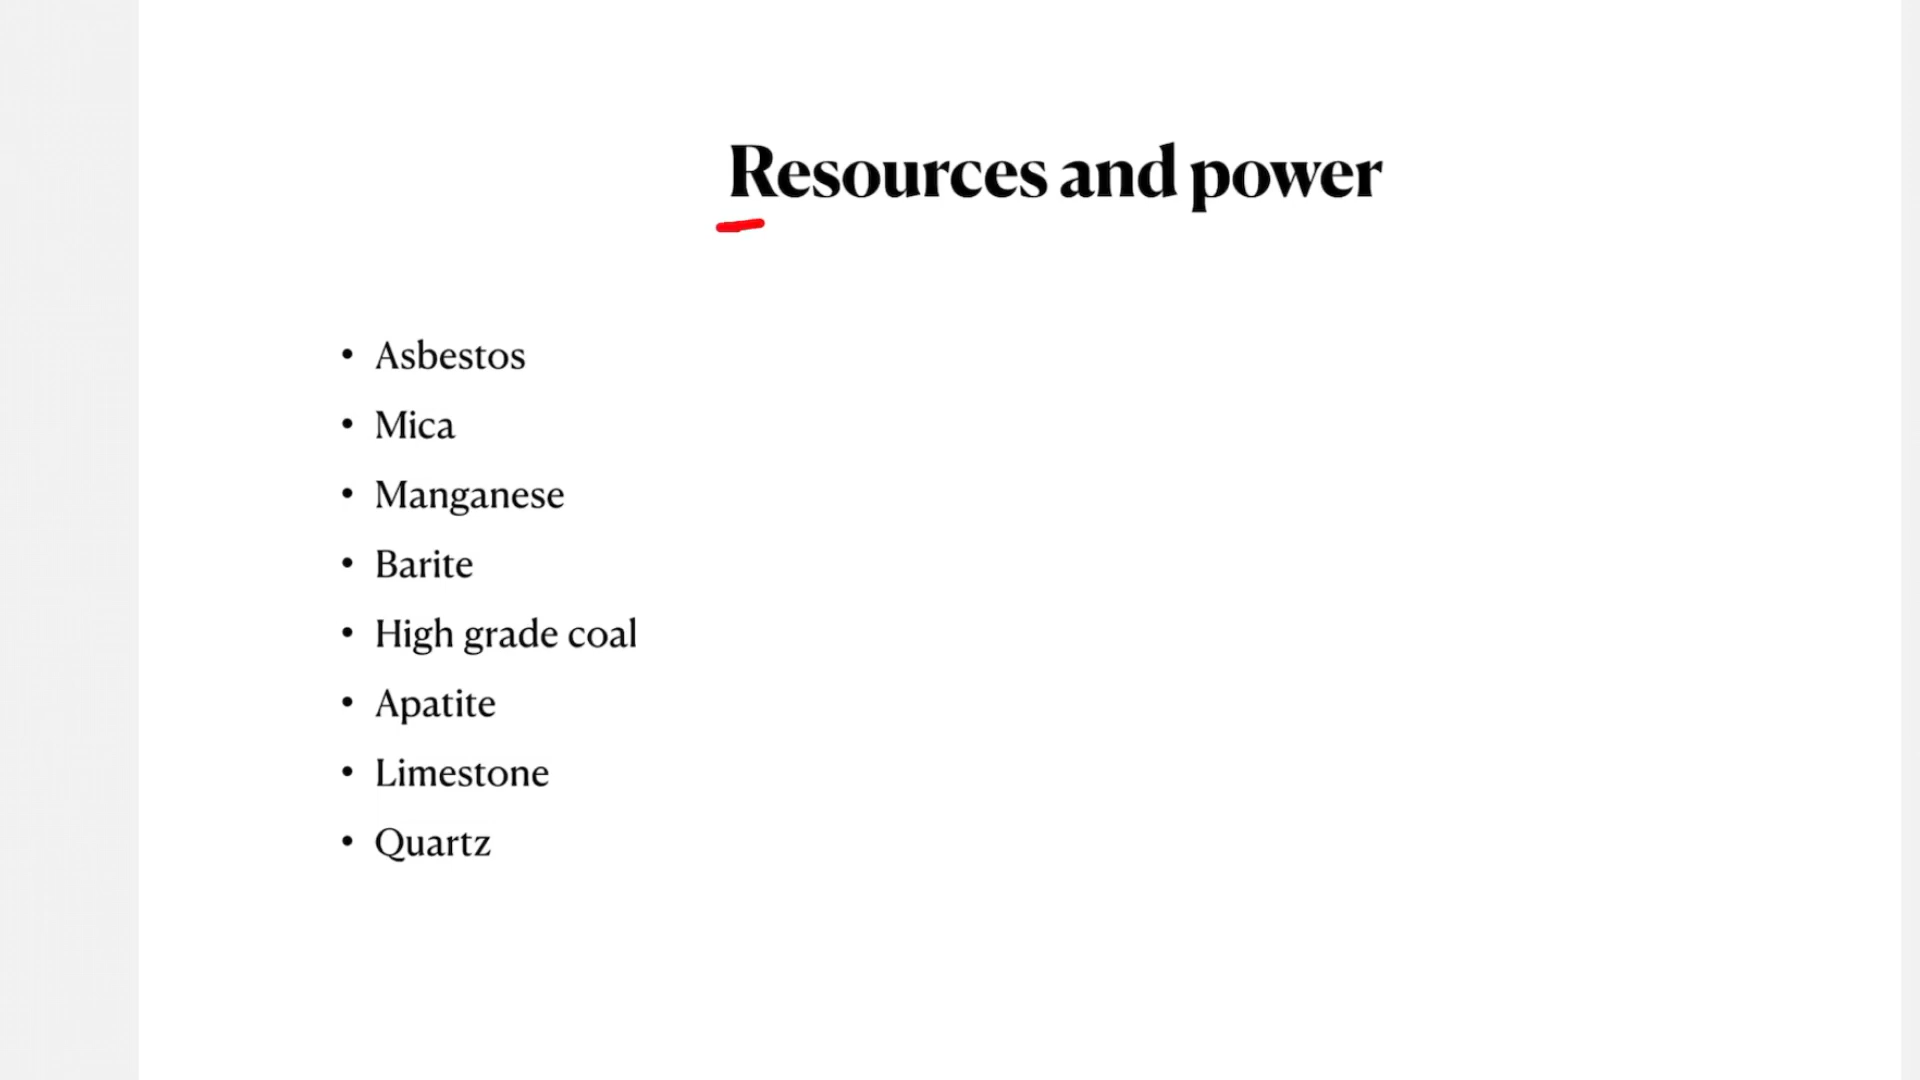 Resources and power
• Asbestos
• Mica
• Manganese
• Barite
• High grade coal
• Apatite
• Limestone
• Quartz